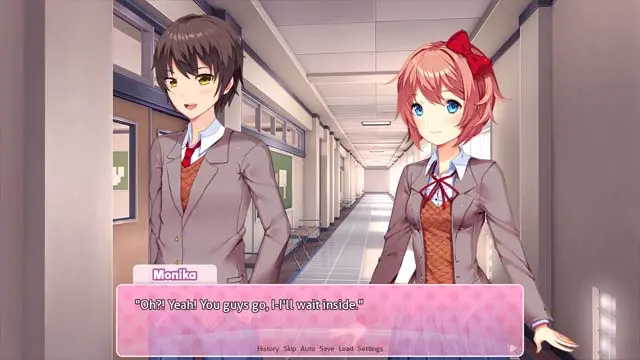 Monika
"Oh?! Yeah! You guys go, I-I'll wait inside."
History Skip Auto Save Load Settings